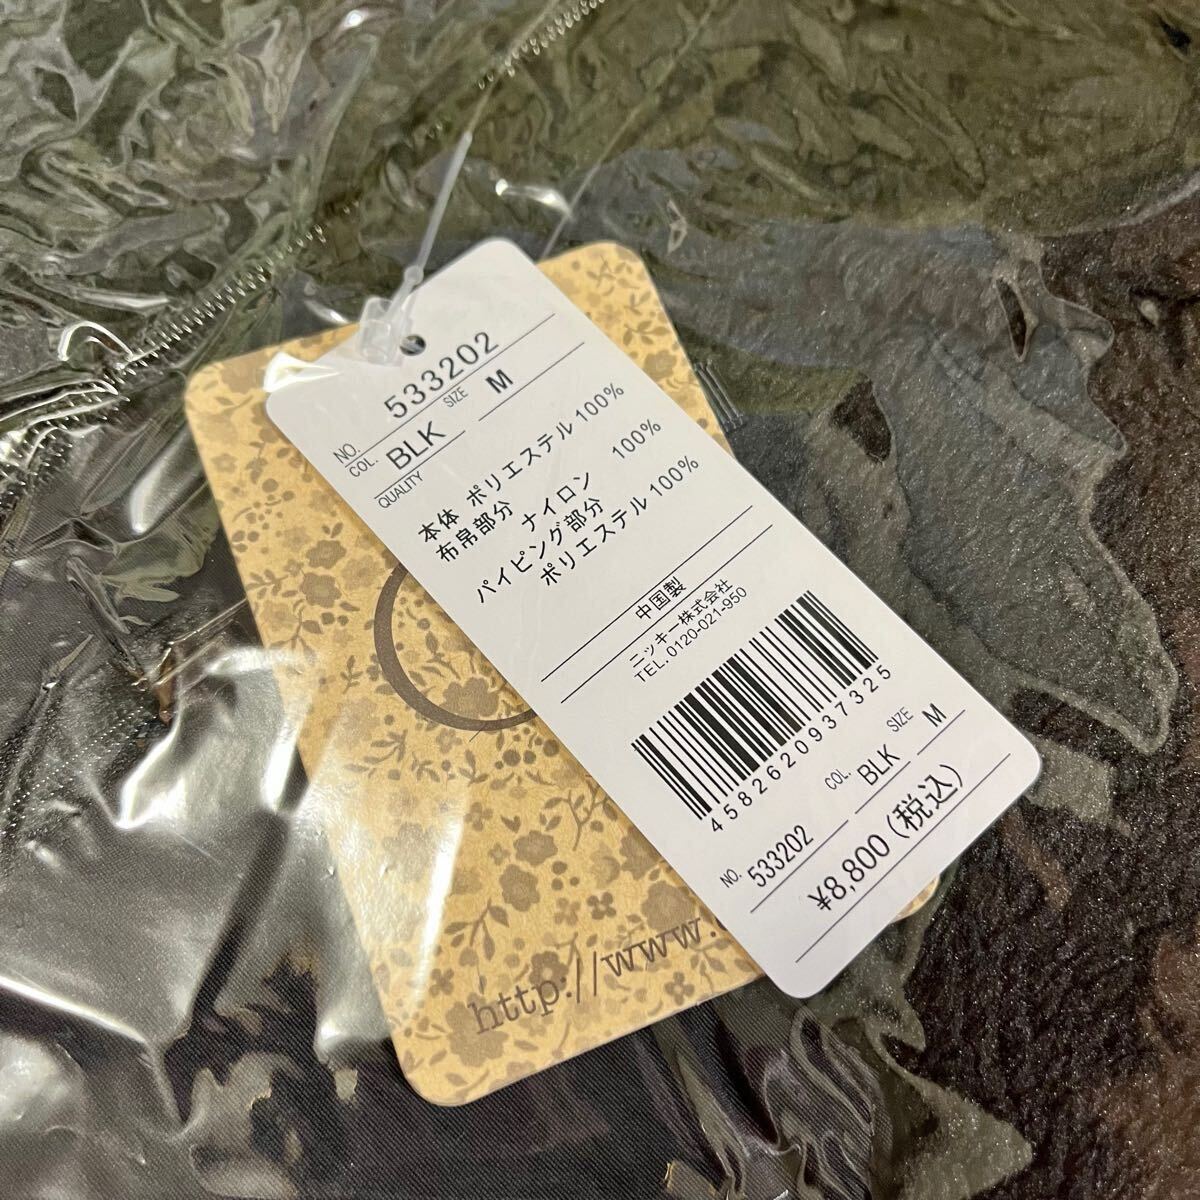 NO. 533202
COL. BLK SIZE M
QUALITY
本体 ポリエステル 100%
布帛部分 ナイロン 100%
パイピング部分
ポリエステル 100%
中国製
ニッキー株式会社
TEL. 0120-021-950
4582620937325
COL. BLK SIZE M
NO. 533202
¥8,800(税込)
http://www.